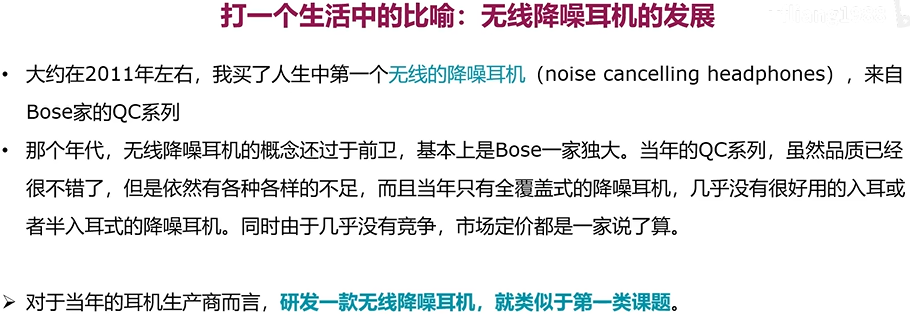 打一个生活中的比喻：无线降噪耳机的发展
• 大约在2011年左右，我买了人生中第一个无线的降噪耳机（noise cancelling headphones），来自
Bose家的QC系列
• 那个年代，无线降噪耳机的概念还过于前卫，基本上是Bose一家独大。当年的QC系列，虽然品质已经
很不错了，但是依然有各种各样的不足，而且当年只有全覆盖式的降噪耳机，几乎没有很好用的入耳或
者半入耳式的降噪耳机。同时由于几乎没有竞争，市场定价都是一家说了算。
➢ 对于当年的耳机生产商而言，研发一款无线降噪耳机，就类似于第一类课题。